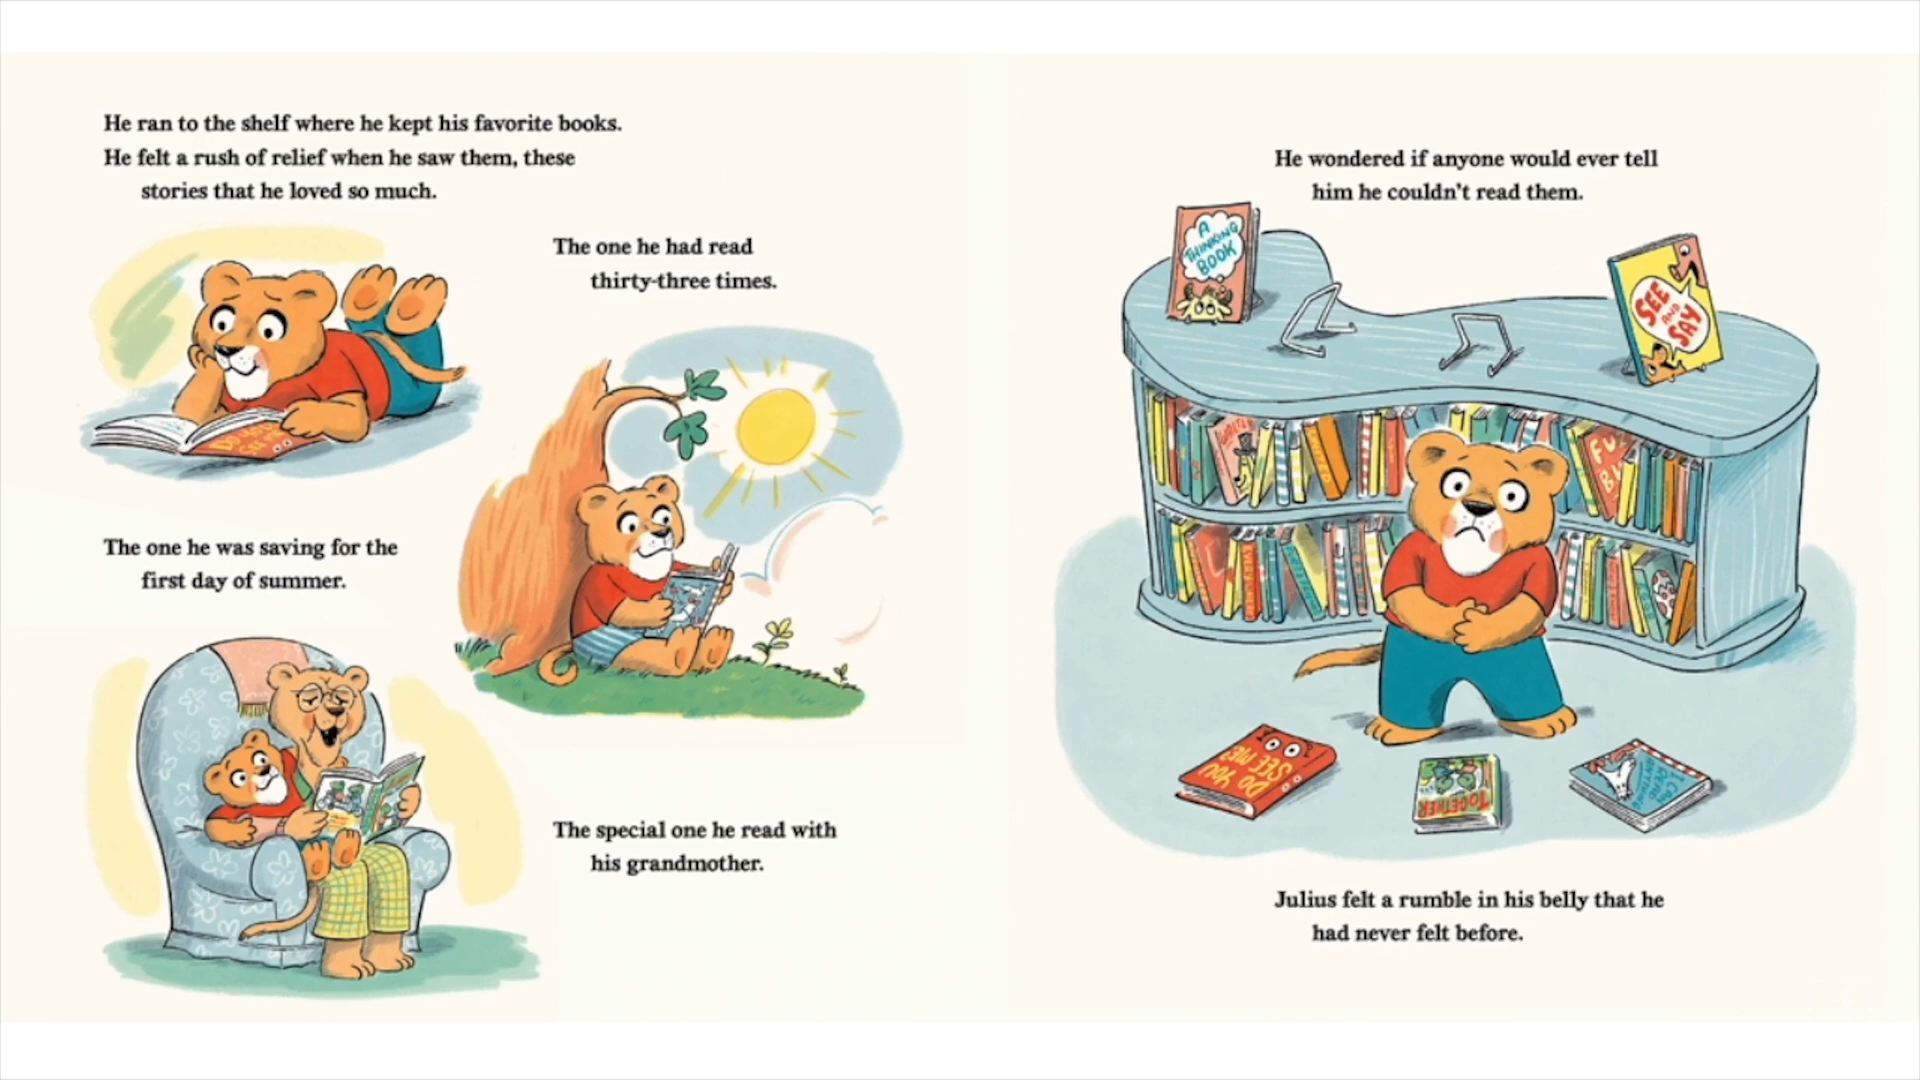 He ran to the shelf where he kept his favorite books.
He felt a rush of relief when he saw them, these
stories that he loved so much.
The one he had read
thirty-three times.
The one he was saving for the
first day of summer.
The special one he read with
his grandmother.
He wondered if anyone would ever tell
him he couldn't read them.
A
THINKING
BOOK
SEE
AND
SAY
DO YOU
SEE ME?
TOGETHER
Julius felt a rumble in his belly that he
had never felt before.